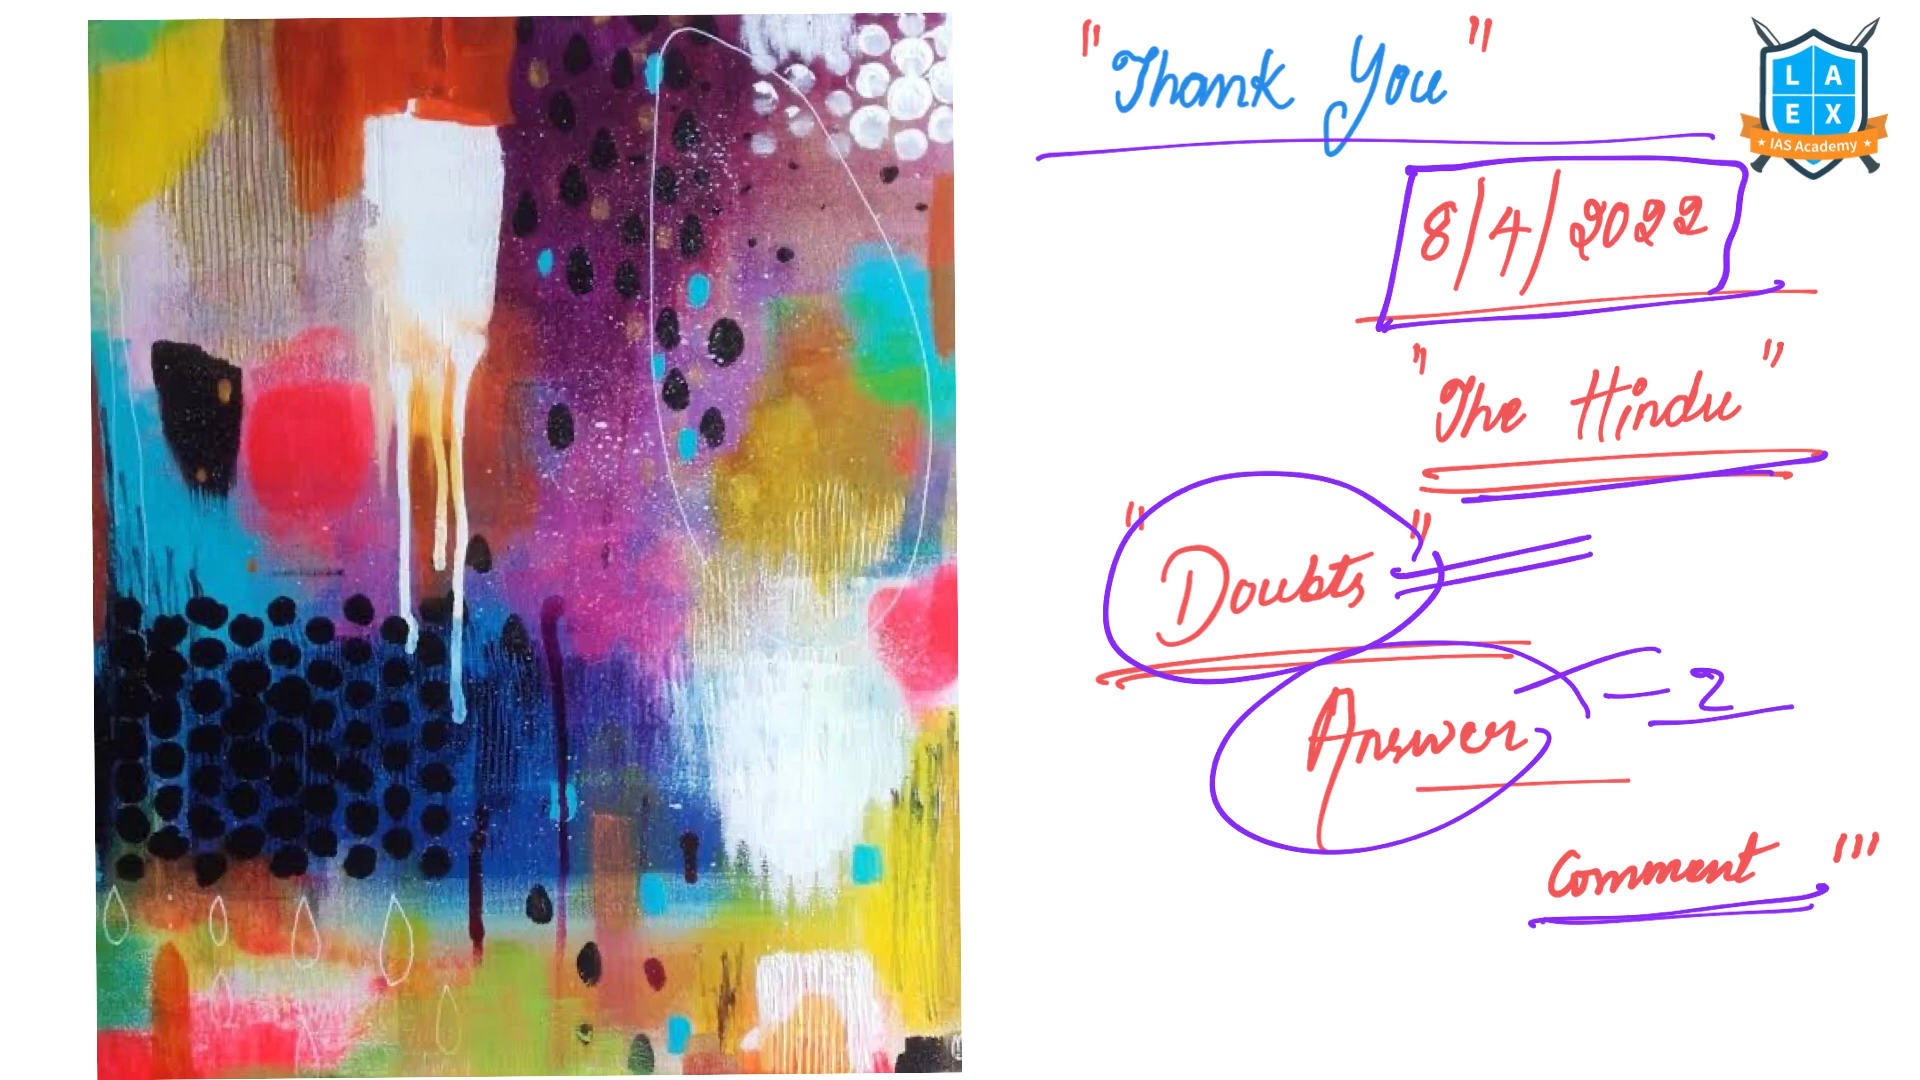 "Thank You"
L A
E X
IAS Academy
8/4/2022
"The Hindu"
"Doubts"
Answer = 2
Comment'''